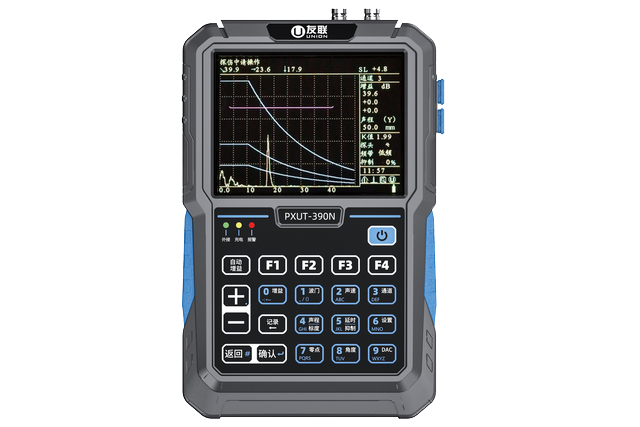 友联
UNION
探伤中请操作
↘39.9 →23.6 ↓17.9
SL +4.8
通道 3
增益 dB
39.6
+0.0
+0.0
声程 (Y)
50.0 mm
K值 1.99
探头
频带 低频
抑制 0%
11:57
0.0 10 20 30 40
PXUT-390N
外接 充电 报警
自动增益 F1 F2 F3 F4
+ 0 增益 1 波门 ./D 2 声速 ABC 3 通道 DEF
− 记录 ← 4 声程标度 GHI 5 延时抑制 JKL 6 设置 MNO
返回 # 确认 ↵ 7 零点 PQRS 8 角度 TUV 9 DAC WXYZ